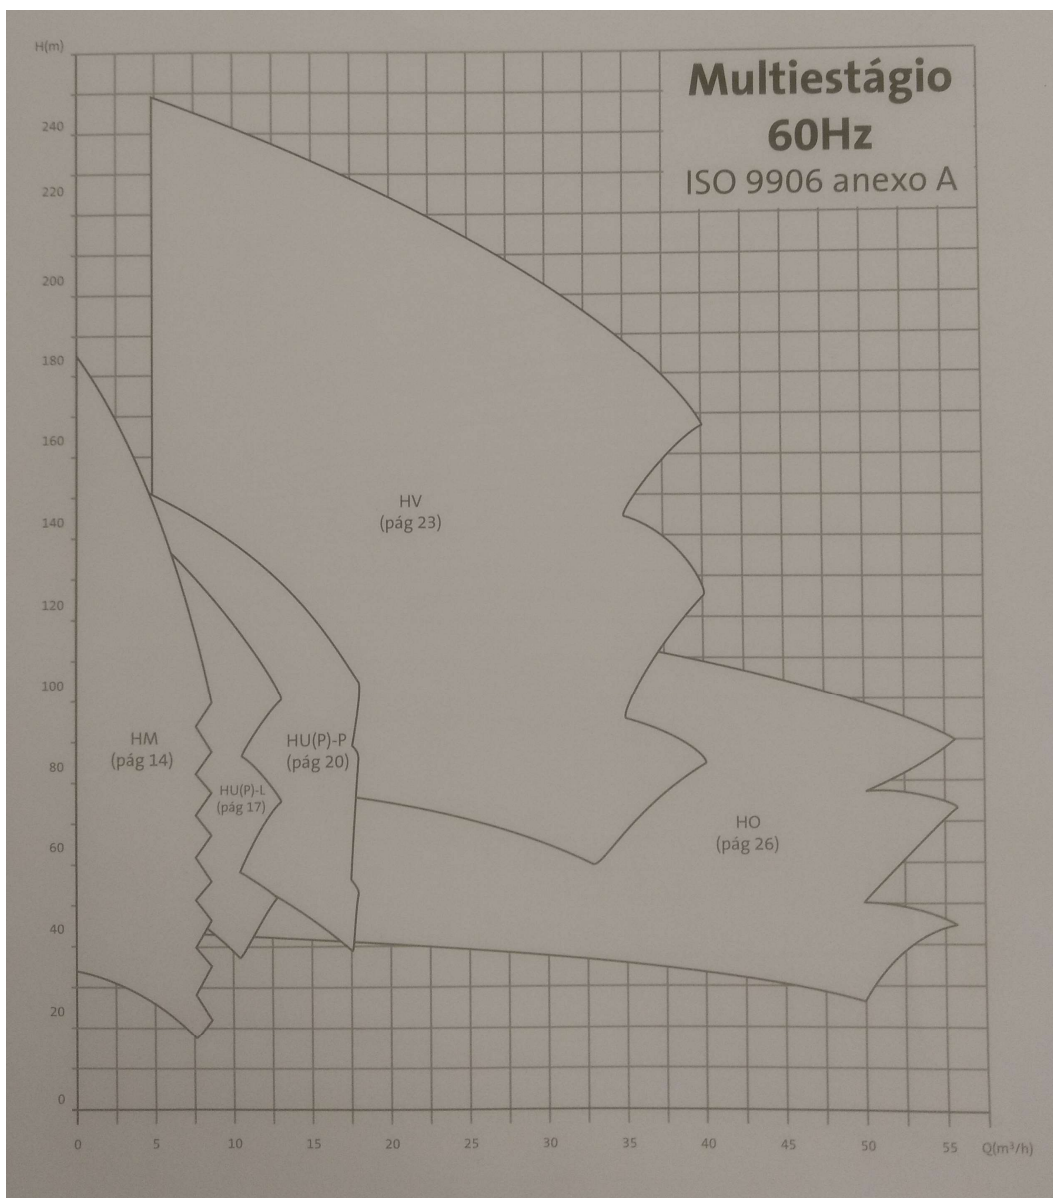 H(m)
Multiestágio
60Hz
ISO 9906 anexo A
240
220
200
180
160
140
120
100
80
60
40
20
0
HV
(pág 23)
HM
(pág 14)
HU(P)-P
(pág 20)
HU(P)-L
(pág 17)
HO
(pág 26)
0 5 10 15 20 25 30 35 40 45 50 55 Q(m³/h)